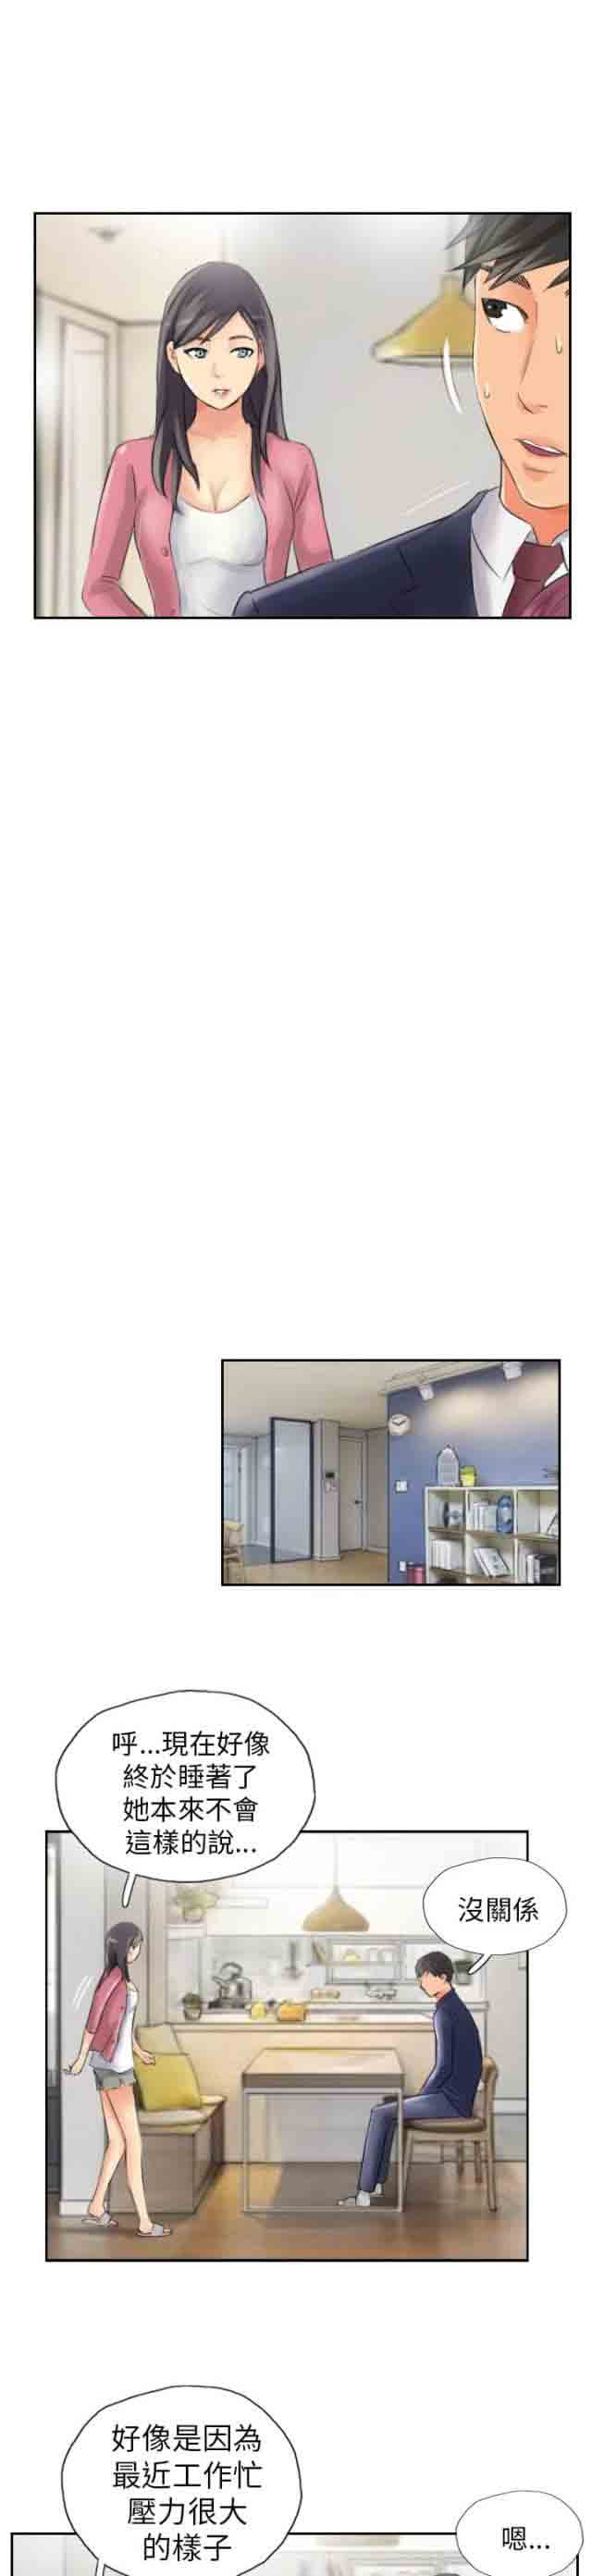 呼...現在好像
終於睡著了
她本來不會
這樣的說...
沒關係
好像是因為
最近工作忙
壓力很大
的樣子
嗯...